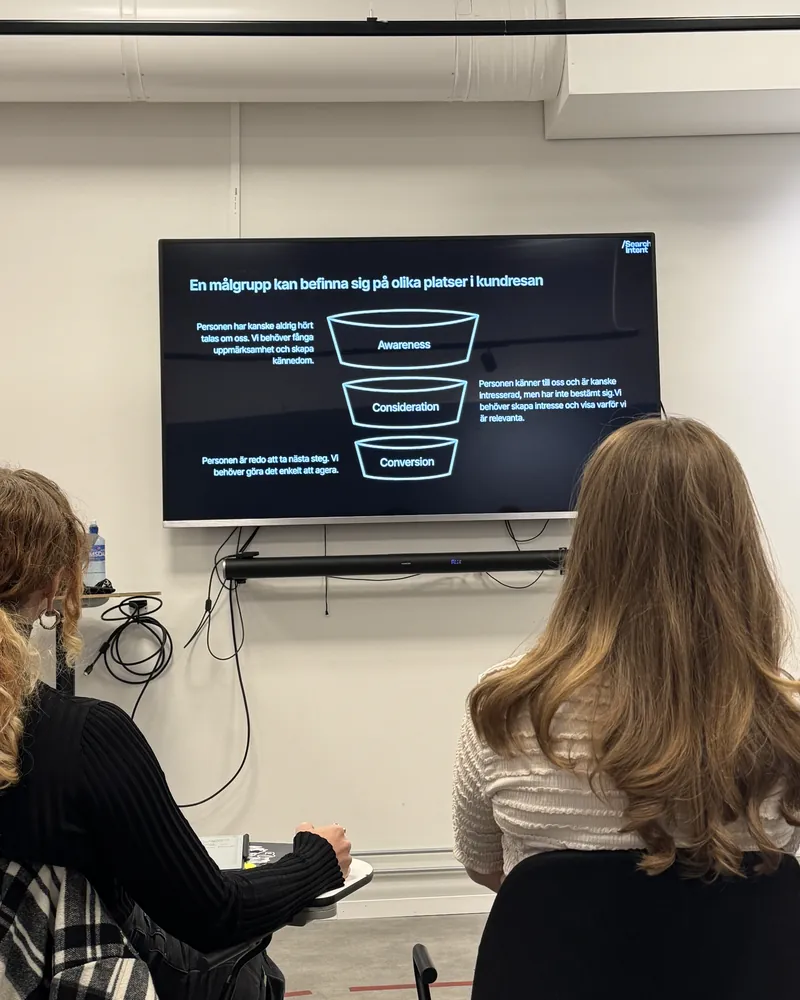 /Search
Intent
En målgrupp kan befinna sig på olika platser i kundresan
Personen har kanske aldrig hört
talas om oss. Vi behöver fånga
uppmärksamhet och skapa
kännedom.
Awareness
Personen känner till oss och är kanske
intresserad, men har inte bestämt sig.Vi
behöver skapa intresse och visa varför vi
är relevanta.
Consideration
Personen är redo att ta nästa steg. Vi
behöver göra det enkelt att agera.
Conversion